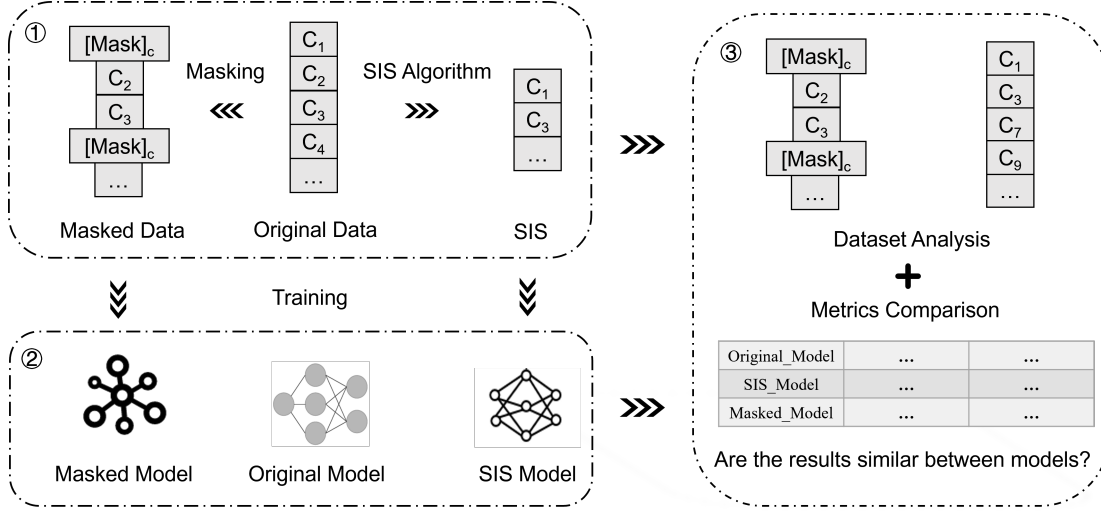 ①
[Mask]c
C2
C3
[Mask]c
...
Masked Data
Masking
C1
C2
C3
C4
...
Original Data
SIS Algorithm
C1
C3
...
SIS
Training
②
Masked Model
Original Model
SIS Model
③
[Mask]c
C2
C3
[Mask]c
...
C1
C3
C7
C9
...
Dataset Analysis
+
Metrics Comparison
Original_Model ... ...
SIS_Model ... ...
Masked_Model ... ...
Are the results similar between models?